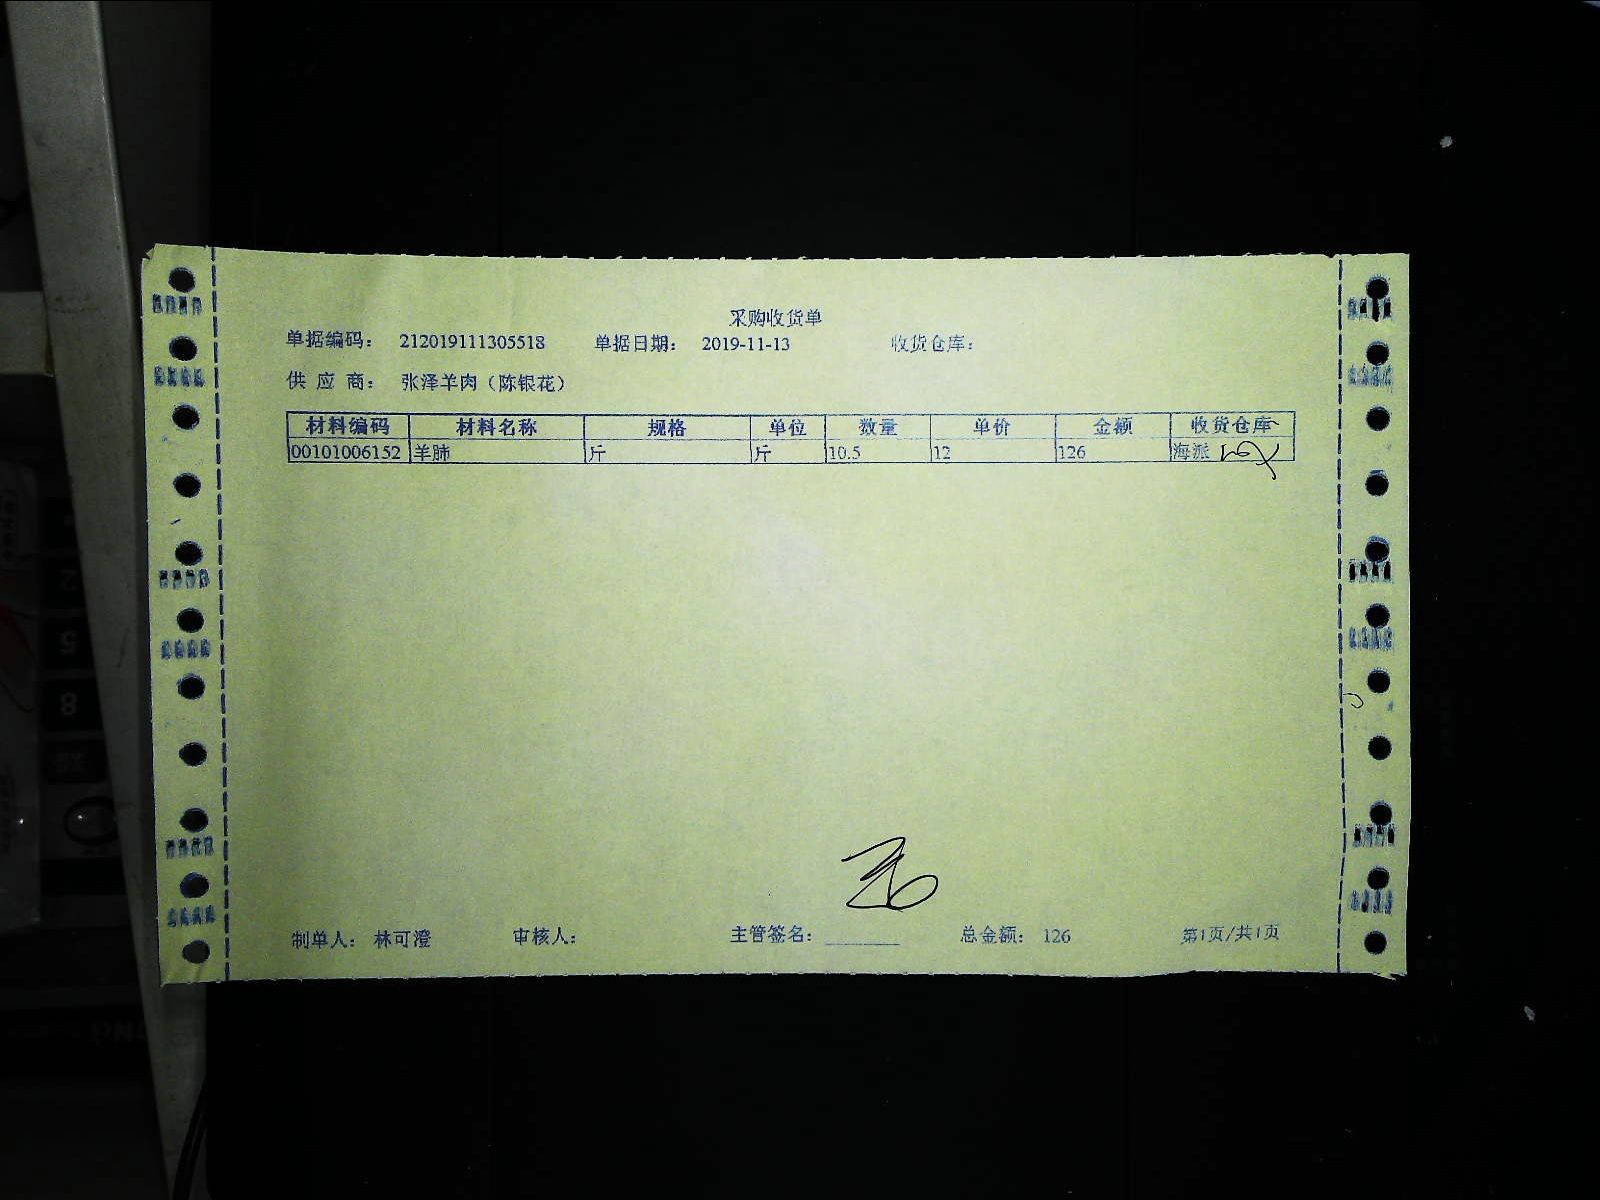 采购收货单
单据编码： 212019111305518 单据日期： 2019-11-13 收货仓库：
供 应 商： 张泽羊肉（陈银花）
材料编码 材料名称 规格 单位 数量 单价 金额 收货仓库
00101006152 羊肺 斤 斤 10.5 12 126 海派
制单人： 林可澄 审核人： 主管签名： 总金额： 126 第1页/共1页